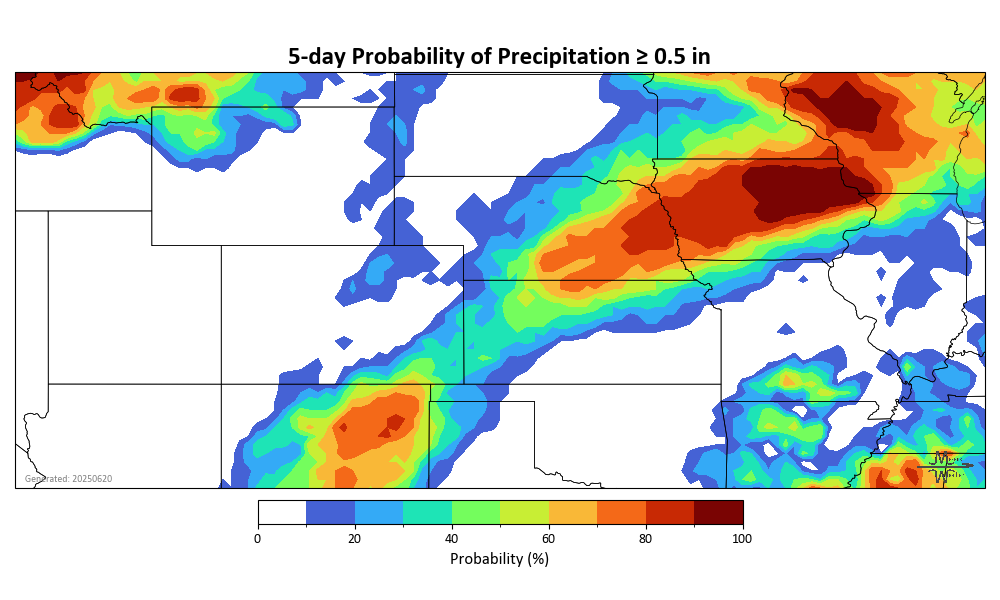 5-day Probability of Precipitation ≥ 0.5 in
Generated: 20250620
0 20 40 60 80 100
Probability (%)